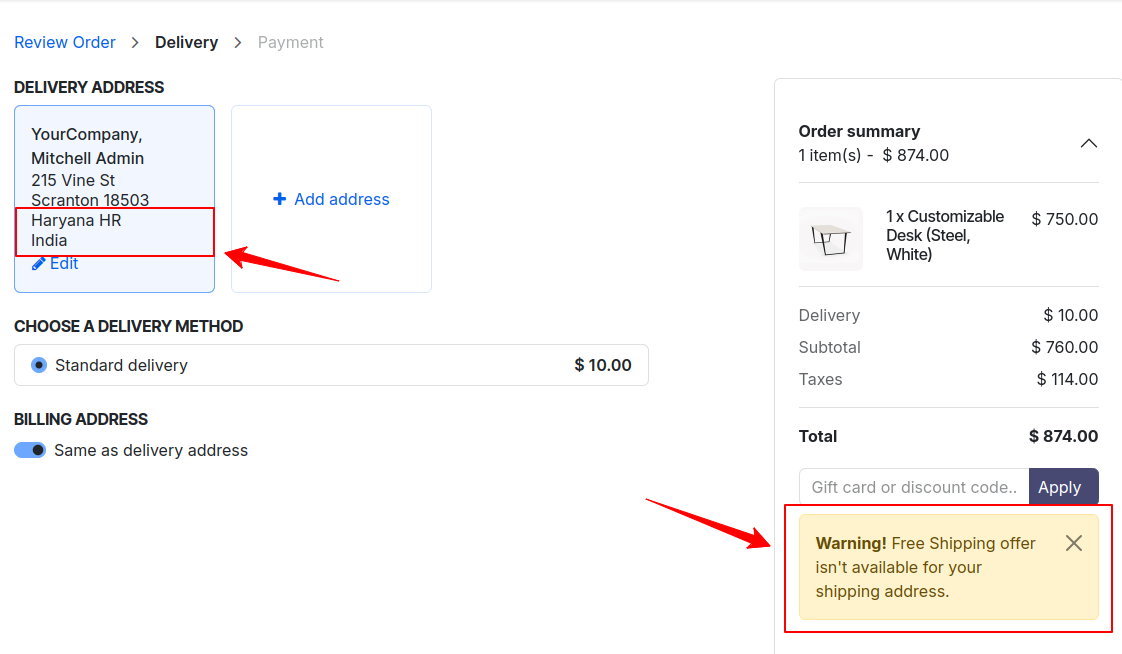 Review Order > Delivery > Payment
DELIVERY ADDRESS
YourCompany,
Mitchell Admin
215 Vine St
Scranton 18503
Haryana HR
India
Edit
+ Add address
CHOOSE A DELIVERY METHOD
Standard delivery $ 10.00
BILLING ADDRESS
Same as delivery address
Order summary
1 item(s) - $ 874.00
1 x Customizable $ 750.00
Desk (Steel,
White)
Delivery $ 10.00
Subtotal $ 760.00
Taxes $ 114.00
Total $ 874.00
Gift card or discount code.. Apply
Warning! Free Shipping offer
isn't available for your
shipping address.